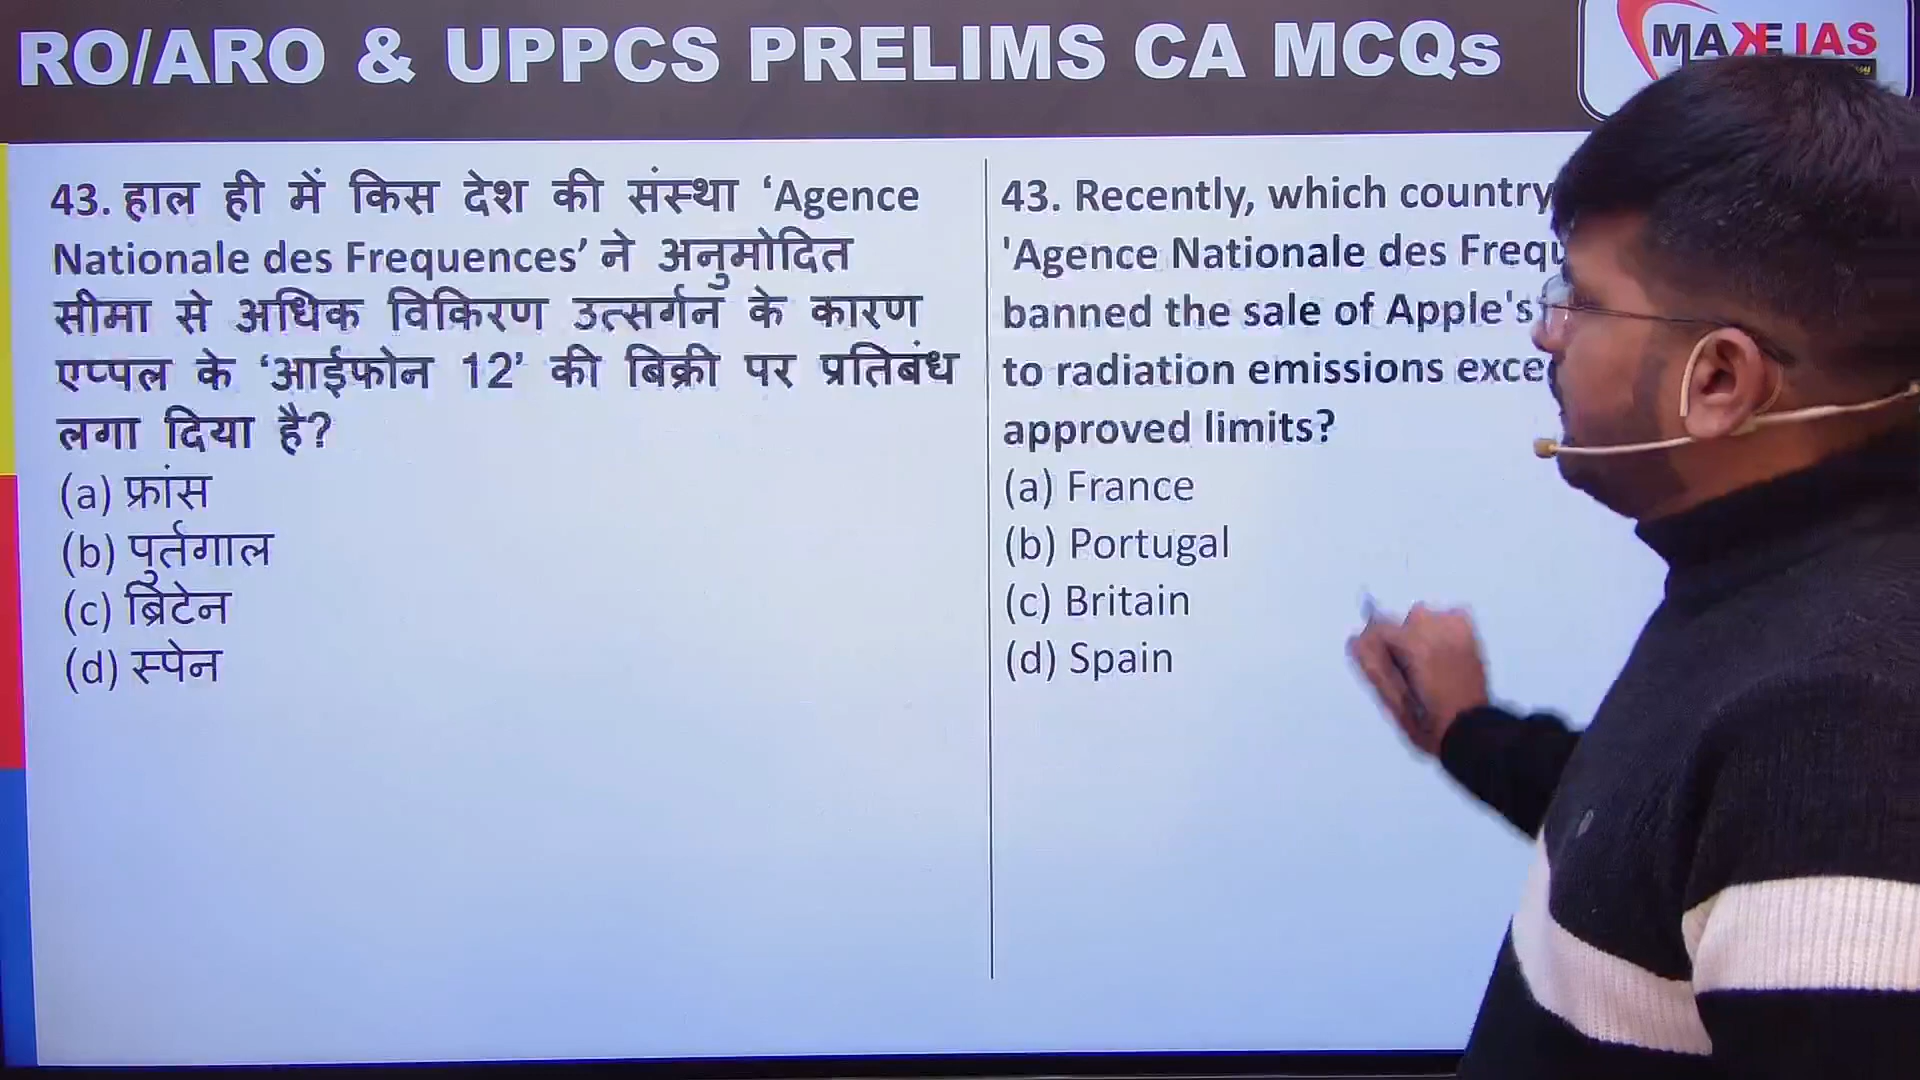 RO/ARO & UPPCS PRELIMS CA MCQs
MAKE IAS
43. हाल ही में किस देश की संस्था ‘Agence
Nationale des Frequences’ ने अनुमोदित
सीमा से अधिक विकिरण उत्सर्गन के कारण
एप्पल के ‘आईफोन 12’ की बिक्री पर प्रतिबंध
लगा दिया है?
(a) फ्रांस
(b) पुर्तगाल
(c) ब्रिटेन
(d) स्पेन
43. Recently, which country
'Agence Nationale des
banned the sale of Apple's
to radiation emissions
approved limits?
(a) France
(b) Portugal
(c) Britain
(d) Spain